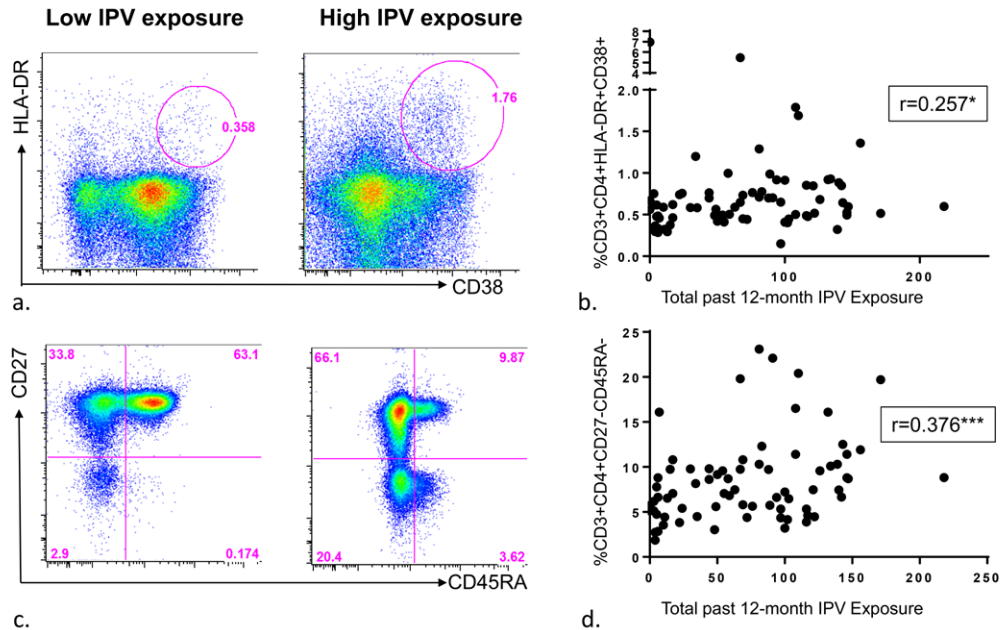 Low IPV exposure
High IPV exposure
HLA-DR
0.358
1.76
CD38
a.
%CD3+CD4+HLA-DR+CD38+
8
7
6
5
4
2.0
1.5
1.0
0.5
0.0
r=0.257*
0
100
200
Total past 12-month IPV Exposure
b.
CD27
33.8
63.1
2.9
0.174
66.1
9.87
20.4
3.62
CD45RA
c.
%CD3+CD4+CD27-CD45RA-
25
20
15
10
5
0
r=0.376***
0
50
100
150
200
250
Total past 12-month IPV Exposure
d.